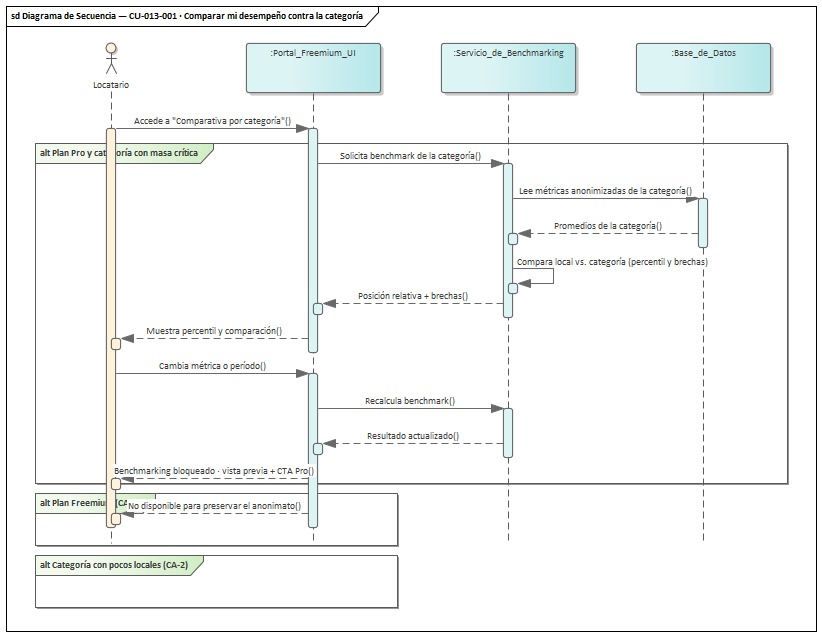 sd Diagrama de Secuencia — CU-013-001 · Comparar mi desempeño contra la categoría
:Portal_Freemium_UI
:Servicio_de_Benchmarking
:Base_de_Datos
Locatario
Accede a "Comparativa por categoría"()
alt Plan Pro y categoría con masa crítica
Solicita benchmark de la categoría()
Lee métricas anonimizadas de la categoría()
Promedios de la categoría()
Compara local vs. categoría (percentil y brechas)
Posición relativa + brechas()
Muestra percentil y comparación()
Cambia métrica o período()
Recalcula benchmark()
Resultado actualizado()
Benchmarking bloqueado · vista previa + CTA Pro()
alt Plan Freemium (CA
No disponible para preservar el anonimato()
alt Categoría con pocos locales (CA-2)